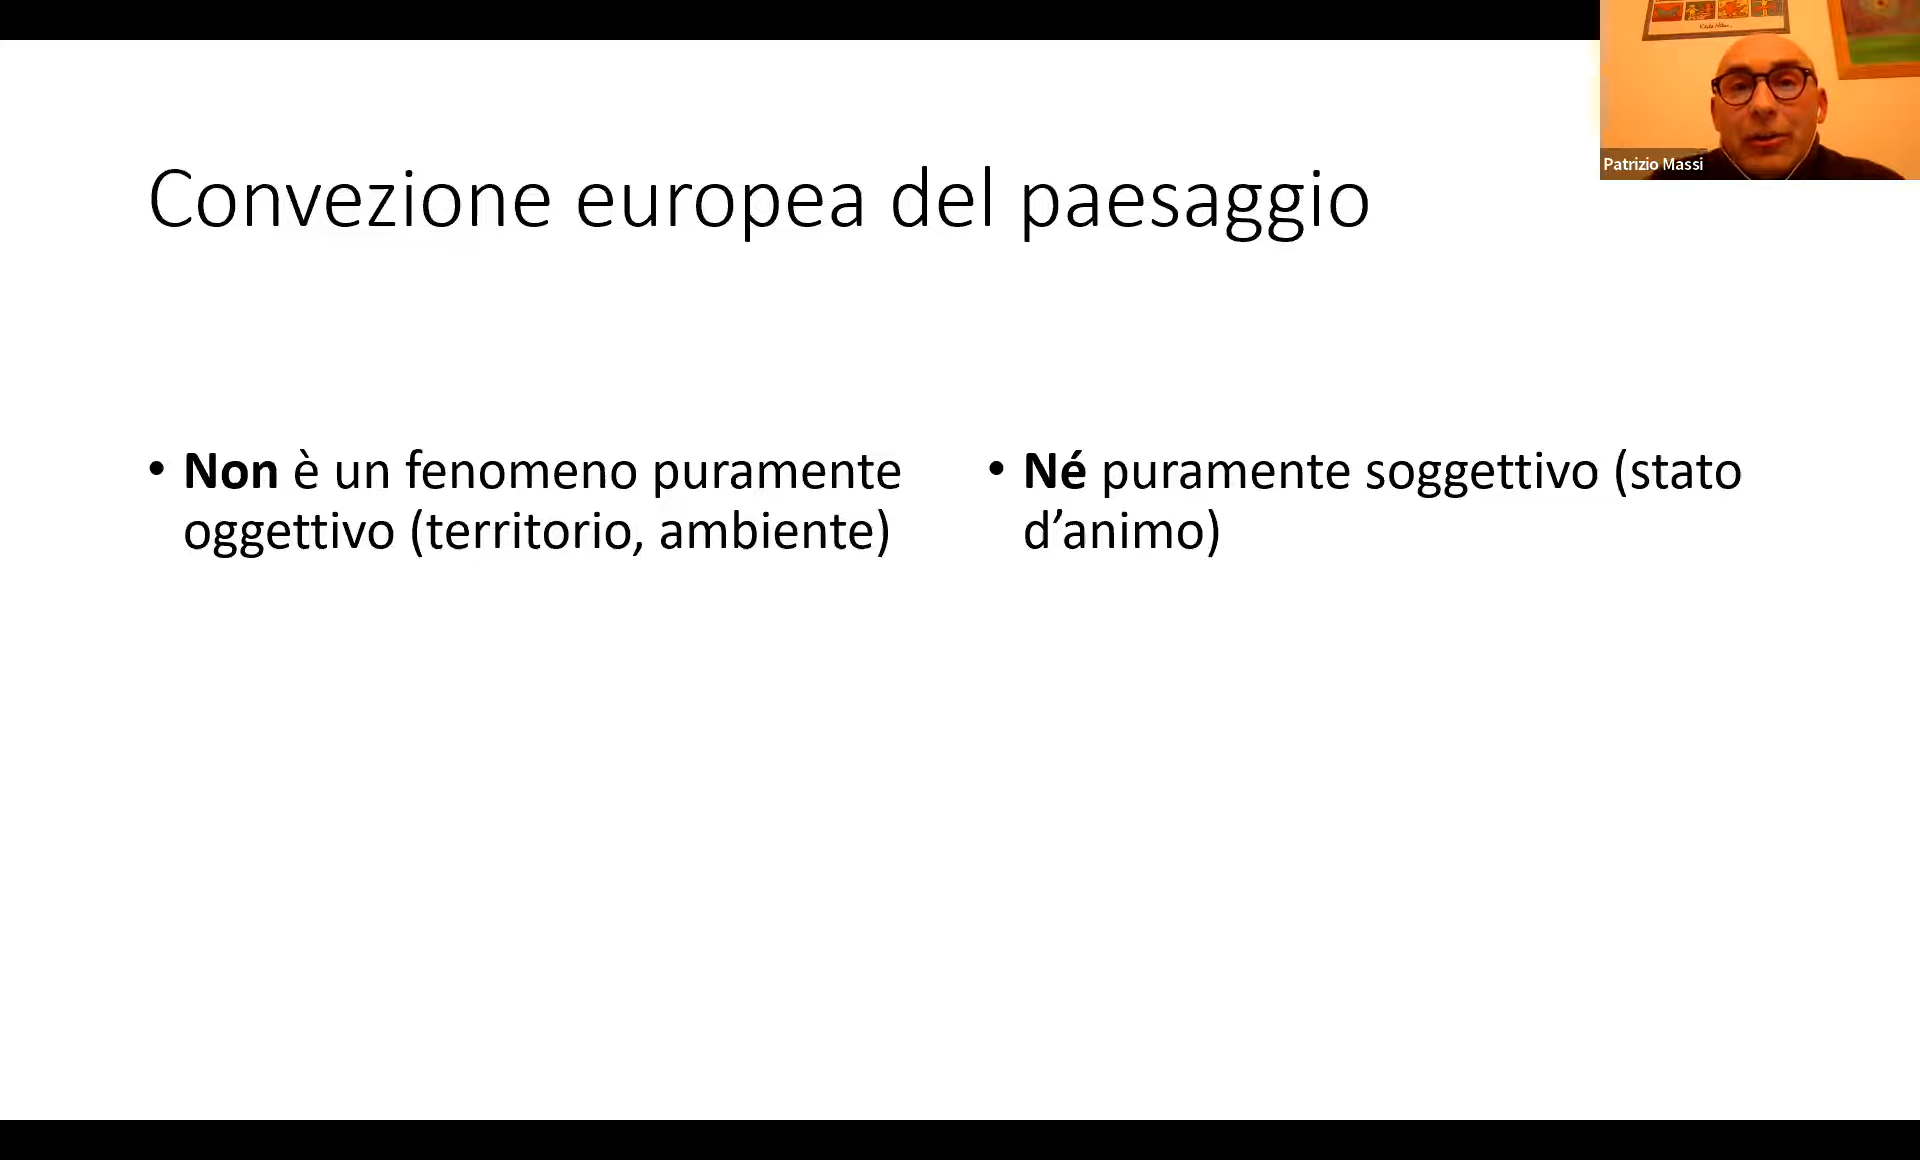 Convezione europea del paesaggio
• Non è un fenomeno puramente
oggettivo (territorio, ambiente)
• Né puramente soggettivo (stato
d’animo)
Patrizio Massi